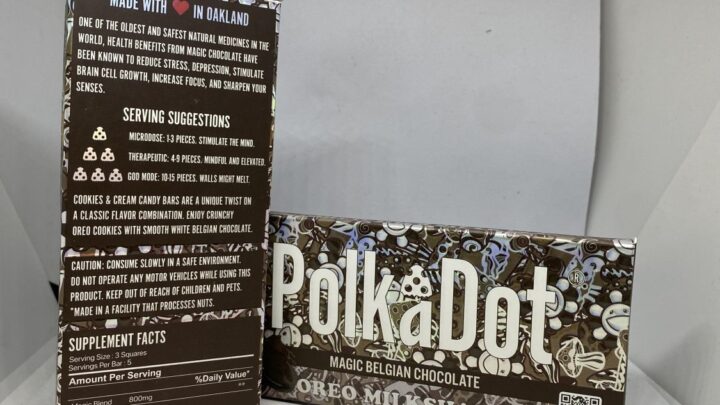 MADE WITH ❤ IN OAKLAND
ONE OF THE OLDEST AND SAFEST NATURAL MEDICINES IN THE
WORLD, HEALTH BENEFITS FROM MAGIC CHOCOLATE HAVE
BEEN KNOWN TO REDUCE STRESS, DEPRESSION, STIMULATE
BRAIN CELL GROWTH, INCREASE FOCUS, AND SHARPEN YOUR
SENSES.
SERVING SUGGESTIONS
MICRODOSE: 1-3 PIECES. STIMULATE THE MIND.
THERAPEUTIC: 4-9 PIECES. MINDFUL AND ELEVATED.
GOD MODE: 10-15 PIECES. WALLS MIGHT MELT.
COOKIES & CREAM CANDY BARS ARE A UNIQUE TWIST ON
A CLASSIC FLAVOR COMBINATION. ENJOY CRUNCHY
OREO COOKIES WITH SMOOTH WHITE BELGIAN CHOCOLATE.
CAUTION: CONSUME SLOWLY IN A SAFE ENVIRONMENT.
DO NOT OPERATE ANY MOTOR VEHICLES WHILE USING THIS
PRODUCT. KEEP OUT OF REACH OF CHILDREN AND PETS.
*MADE IN A FACILITY THAT PROCESSES NUTS.
SUPPLEMENT FACTS
Serving Size : 3 Squares
Servings Per Bar : 5
Amount Per Serving %Daily Value*
Magic Blend 800mg **
PolkaDot®
MAGIC BELGIAN CHOCOLATE
OREO